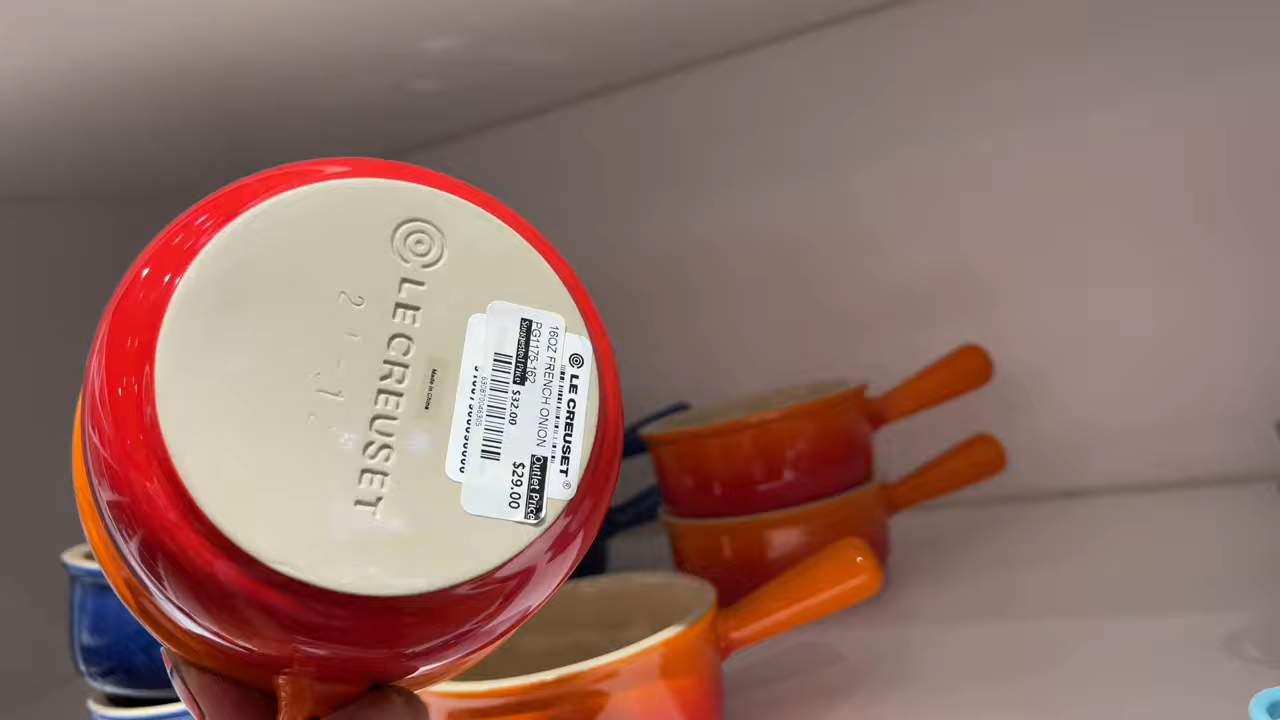 LE CREUSET
Made in China
LE CREUSET®
16OZ FRENCH ONION
PG1175-162
Suggested Price $32.00
Outlet Price
$29.00